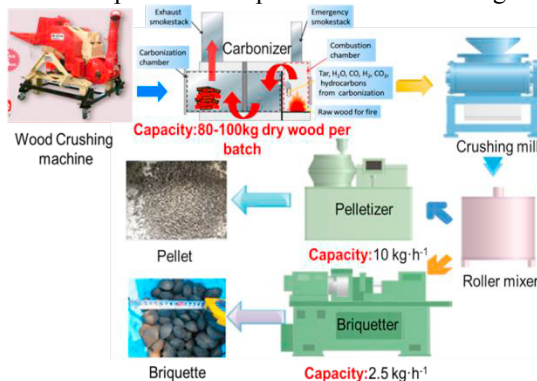 Exhaust
smokestack
Emergency
smokestack
Carbonizer
Carbonization
chamber
Combustion
chamber
Tar, H₂O, CO, H₂, CO₂,
hydrocarbons
from carbonization
Raw wood for fire
Capacity:80-100kg dry wood per
batch
Wood Crushing
machine
Crushing mill
Pelletizer
Pellet
Capacity:10 kg·h⁻¹
Roller mixer
Briquetter
Briquette
Capacity:2.5 kg·h⁻¹